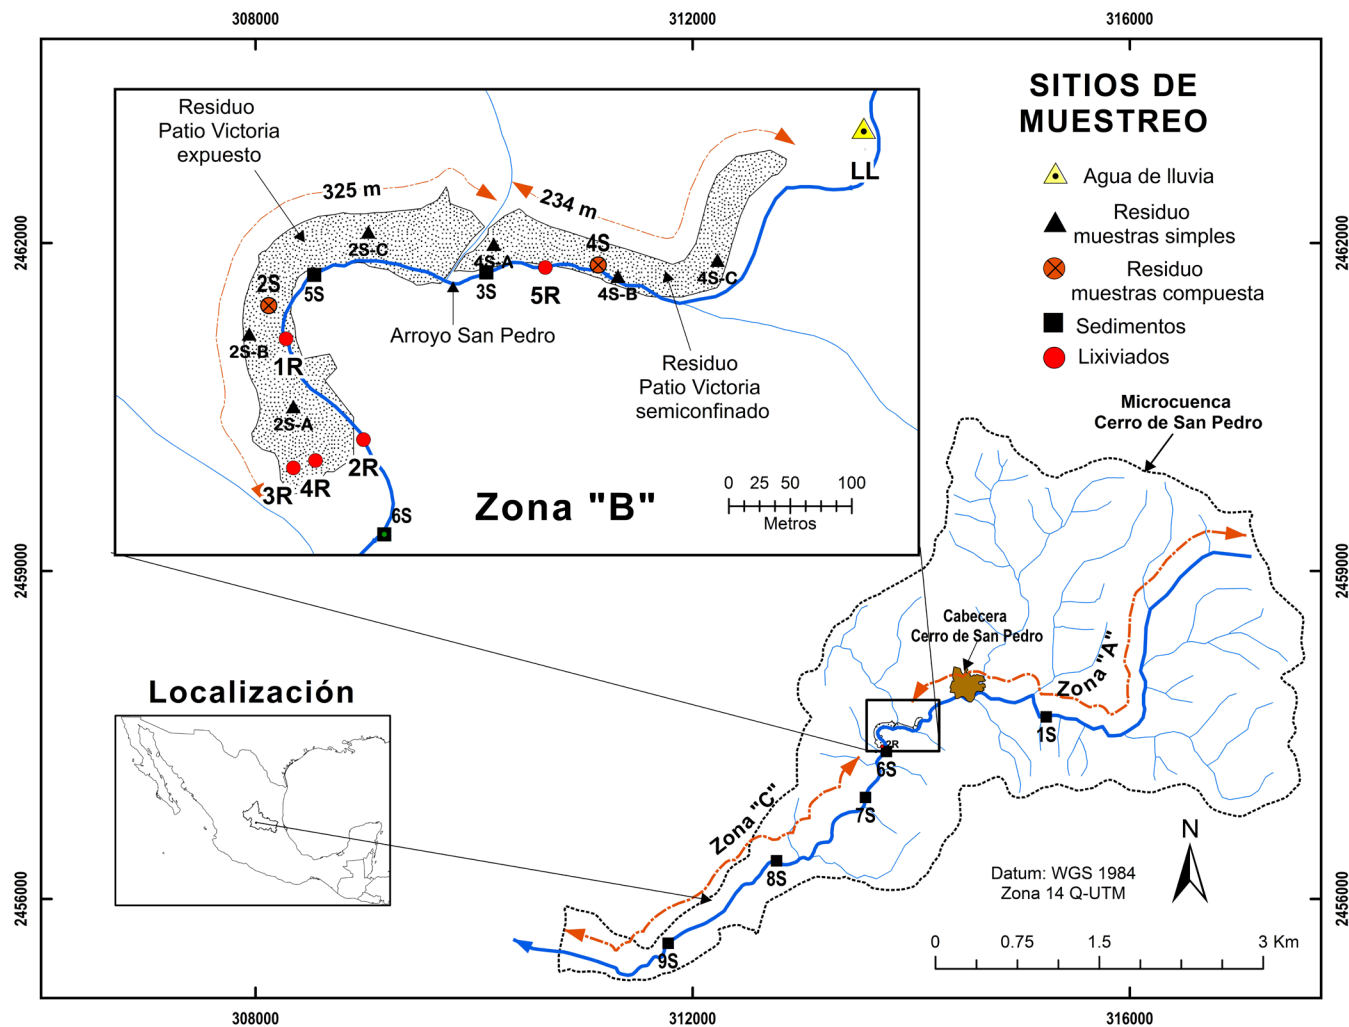 308000
312000
316000
2462000
2459000
2456000
2462000
2459000
2456000
308000
312000
316000
SITIOS DE
MUESTREO
Agua de lluvia
Residuo
muestras simples
Residuo
muestras compuesta
Sedimentos
Lixiviados
Residuo
Patio Victoria
expuesto
325 m
234 m
LL
2S-C
4S-A
4S
4S-C
2S
5S
3S
5R
4S-B
2S-B
1R
Arroyo San Pedro
Residuo
Patio Victoria
semiconfinado
2S-A
2R
3R
4R
6S
Zona "B"
0 25 50 100
Metros
Microcuenca
Cerro de San Pedro
Cabecera
Cerro de San Pedro
Zona "A"
1S
2R
6S
7S
Zona "C"
8S
9S
Localización
N
Datum: WGS 1984
Zona 14 Q-UTM
0 0.75 1.5 3 Km